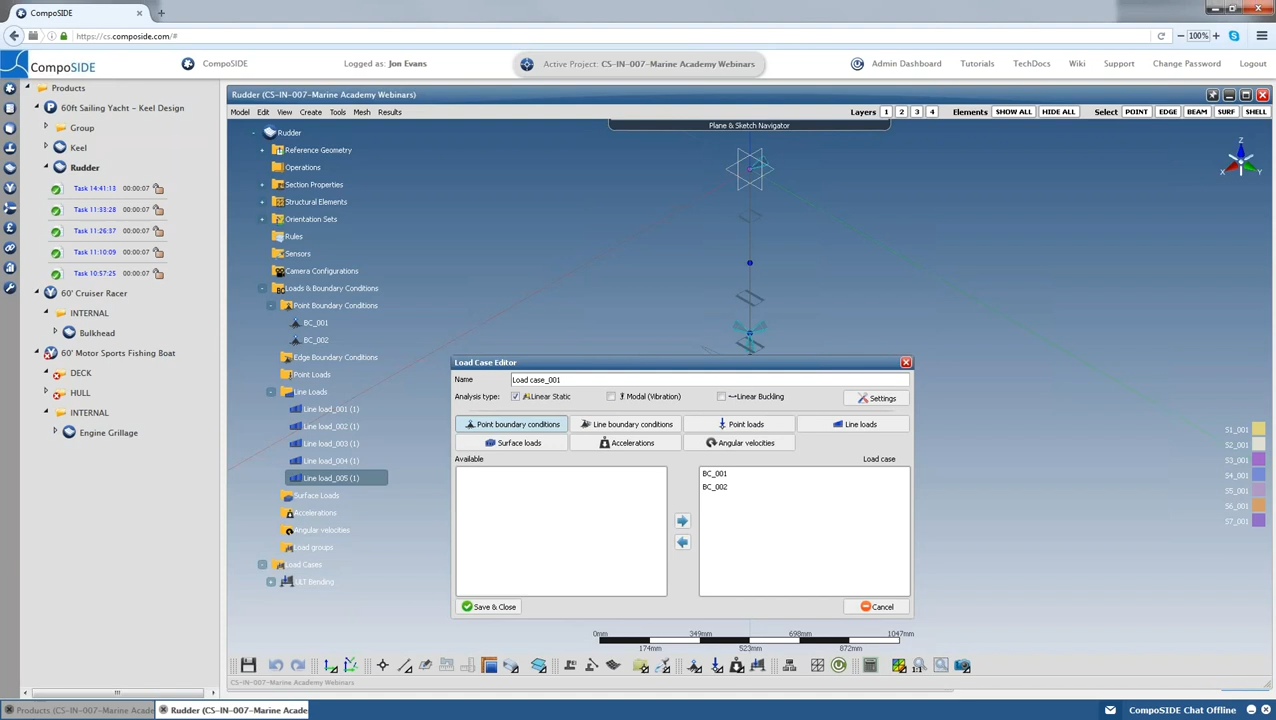 CompoSIDE
https://cs.composide.com/#
100%
CompoSIDE
CompoSIDE
Logged as: Jon Evans
Active Project: CS-IN-007-Marine Academy Webinars
Admin Dashboard
Tutorials
TechDocs
Wiki
Support
Change Password
Logout
Products
60ft Sailing Yacht - Keel Design
Group
Keel
Rudder
Task 14:41:13 00:00:07
Task 11:33:28 00:00:07
Task 11:26:37 00:00:07
Task 11:10:09 00:00:07
Task 10:57:25 00:00:07
60' Cruiser Racer
INTERNAL
Bulkhead
60' Motor Sports Fishing Boat
DECK
HULL
INTERNAL
Engine Grillage
Rudder (CS-IN-007-Marine Academy Webinars)
Model Edit View Create Tools Mesh Results
Layers 1 2 3 4 Elements SHOW ALL HIDE ALL Select POINT EDGE BEAM SURF SHELL
Plane & Sketch Navigator
Rudder
Reference Geometry
Operations
Section Properties
Structural Elements
Orientation Sets
Rules
Sensors
Camera Configurations
Loads & Boundary Conditions
Point Boundary Conditions
BC_001
BC_002
Edge Boundary Conditions
Point Loads
Line Loads
Line load_001 (1)
Line load_002 (1)
Line load_003 (1)
Line load_004 (1)
Line load_005 (1)
Surface Loads
Accelerations
Angular velocities
Load groups
Load Cases
ULT Bending
Z
X Y
Load Case Editor
Name Load case_001
Analysis type: Linear Static Modal (Vibration) Linear Buckling Settings
Point boundary conditions Line boundary conditions Point loads Line loads
Surface loads Accelerations Angular velocities
Available Load case
BC_001
BC_002
Save & Close Cancel
S1_001
S2_001
S3_001
S4_001
S5_001
S6_001
S7_001
0mm 349mm 698mm 1047mm
174mm 523mm 872mm
CS-IN-007-Marine Academy Webinars
Products (CS-IN-007-Marine Acade
Rudder (CS-IN-007-Marine Acade
CompoSIDE Chat Offline